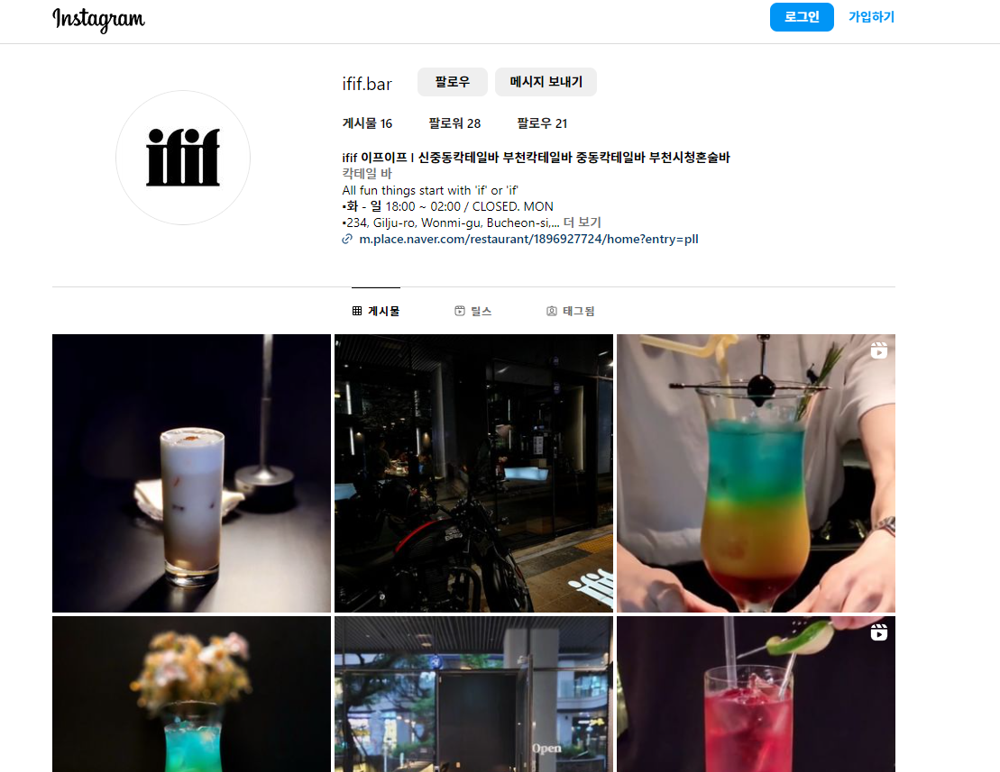 Instagram
로그인
가입하기
ifif.bar
팔로우
메시지 보내기
게시물 16
팔로워 28
팔로우 21
ifif
ifif 이프이프 l 신중동칵테일바 부천칵테일바 중동칵테일바 부천시청혼술바
칵테일 바
All fun things start with 'if' or 'if'
▪화 - 일 18:00 ~ 02:00 / CLOSED. MON
▪234, Gilju-ro, Wonmi-gu, Bucheon-si,... 더 보기
m.place.naver.com/restaurant/1896927724/home?entry=pll
게시물
릴스
태그됨
ifif
Open